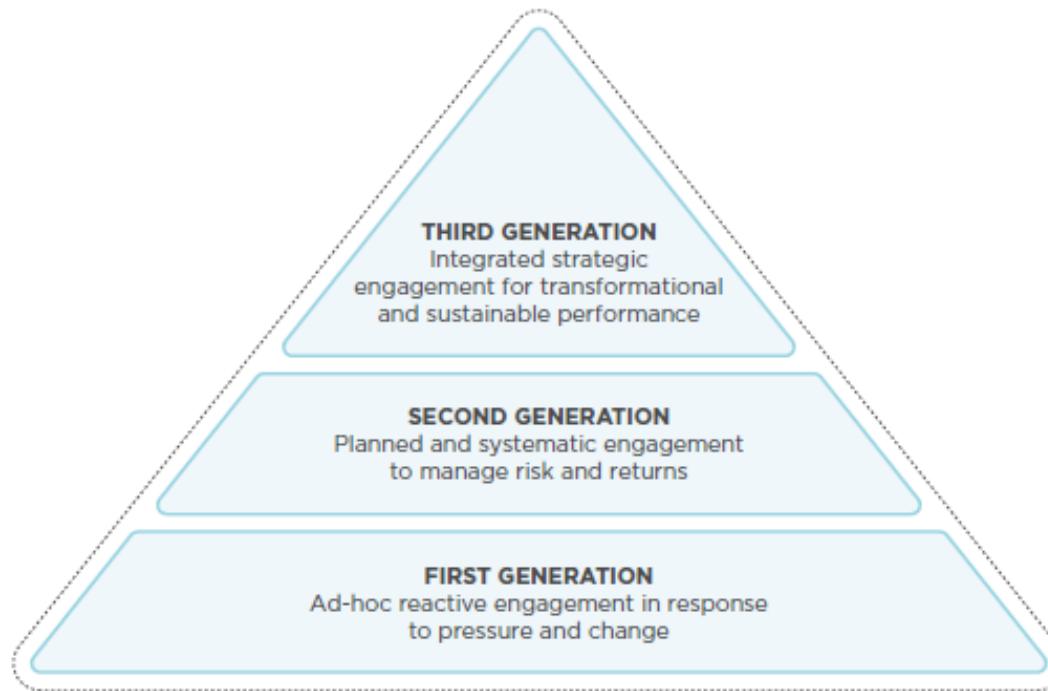 THIRD GENERATION
Integrated strategic
engagement for transformational
and sustainable performance
SECOND GENERATION
Planned and systematic engagement
to manage risk and returns
FIRST GENERATION
Ad-hoc reactive engagement in response
to pressure and change